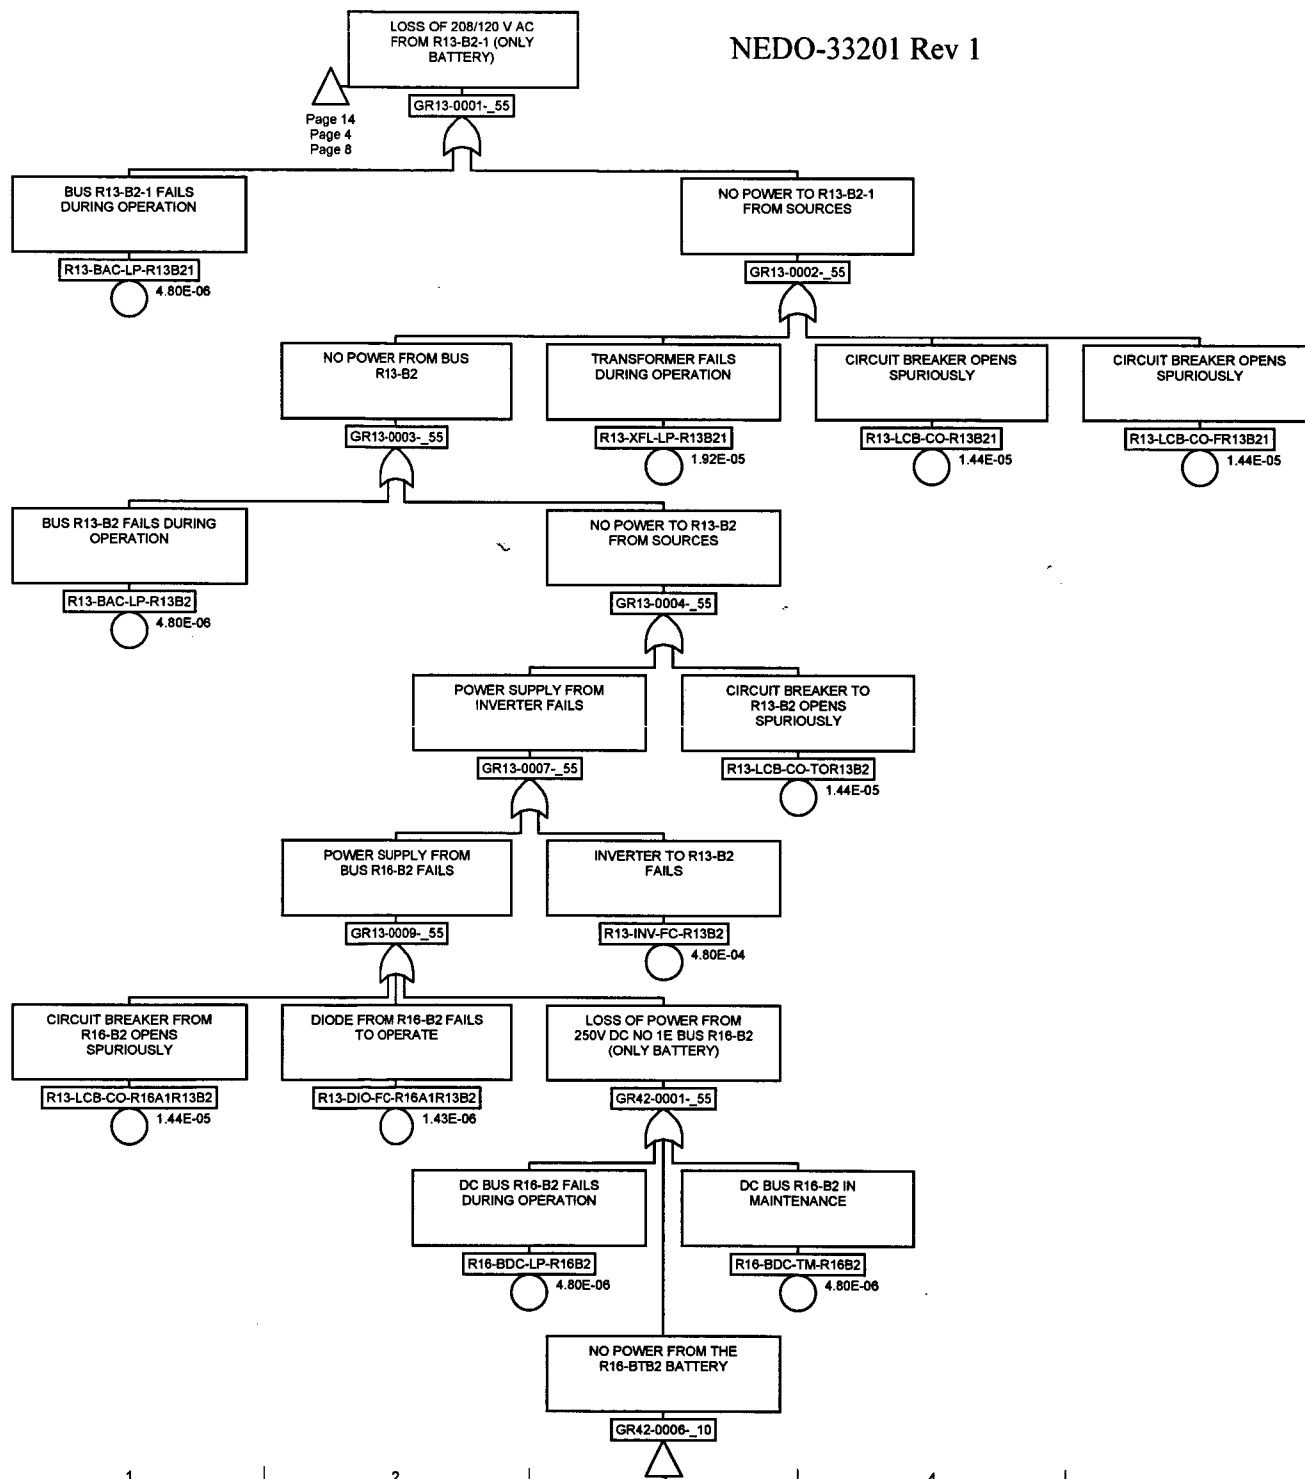 LOSS OF 208/120 V AC
FROM R13-B2-1 (ONLY
BATTERY)
NEDO-33201 Rev 1
GR13-0001-_55
Page 14
Page 4
Page 8
BUS R13-B2-1 FAILS
DURING OPERATION
R13-BAC-LP-R13B21
4.80E-06
NO POWER TO R13-B2-1
FROM SOURCES
GR13-0002-_55
NO POWER FROM BUS
R13-B2
GR13-0003-_55
TRANSFORMER FAILS
DURING OPERATION
R13-XFL-LP-R13B21
1.92E-05
CIRCUIT BREAKER OPENS
SPURIOUSLY
R13-LCB-CO-R13B21
1.44E-05
CIRCUIT BREAKER OPENS
SPURIOUSLY
R13-LCB-CO-FR13B21
1.44E-05
BUS R13-B2 FAILS DURING
OPERATION
R13-BAC-LP-R13B2
4.80E-06
NO POWER TO R13-B2
FROM SOURCES
GR13-0004-_55
POWER SUPPLY FROM
INVERTER FAILS
GR13-0007-_55
CIRCUIT BREAKER TO
R13-B2 OPENS
SPURIOUSLY
R13-LCB-CO-TOR13B2
1.44E-05
POWER SUPPLY FROM
BUS R16-B2 FAILS
GR13-0009-_55
INVERTER TO R13-B2
FAILS
R13-INV-FC-R13B2
4.80E-04
CIRCUIT BREAKER FROM
R16-B2 OPENS
SPURIOUSLY
R13-LCB-CO-R16A1R13B2
1.44E-05
DIODE FROM R16-B2 FAILS
TO OPERATE
R13-DIO-FC-R16A1R13B2
1.43E-06
LOSS OF POWER FROM
250V DC NO 1E BUS R16-B2
(ONLY BATTERY)
GR42-0001-_55
DC BUS R16-B2 FAILS
DURING OPERATION
R16-BDC-LP-R16B2
4.80E-06
DC BUS R16-B2 IN
MAINTENANCE
R16-BDC-TM-R16B2
4.80E-06
NO POWER FROM THE
R16-BTB2 BATTERY
GR42-0006-_10
1
2
4